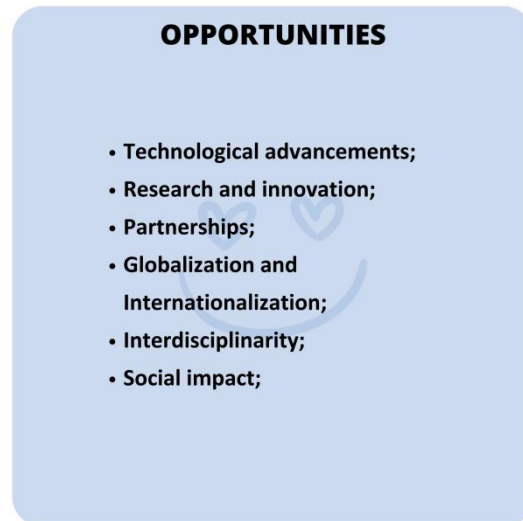 OPPORTUNITIES
• Technological advancements;
• Research and innovation;
• Partnerships;
• Globalization and
Internationalization;
• Interdisciplinarity;
• Social impact;